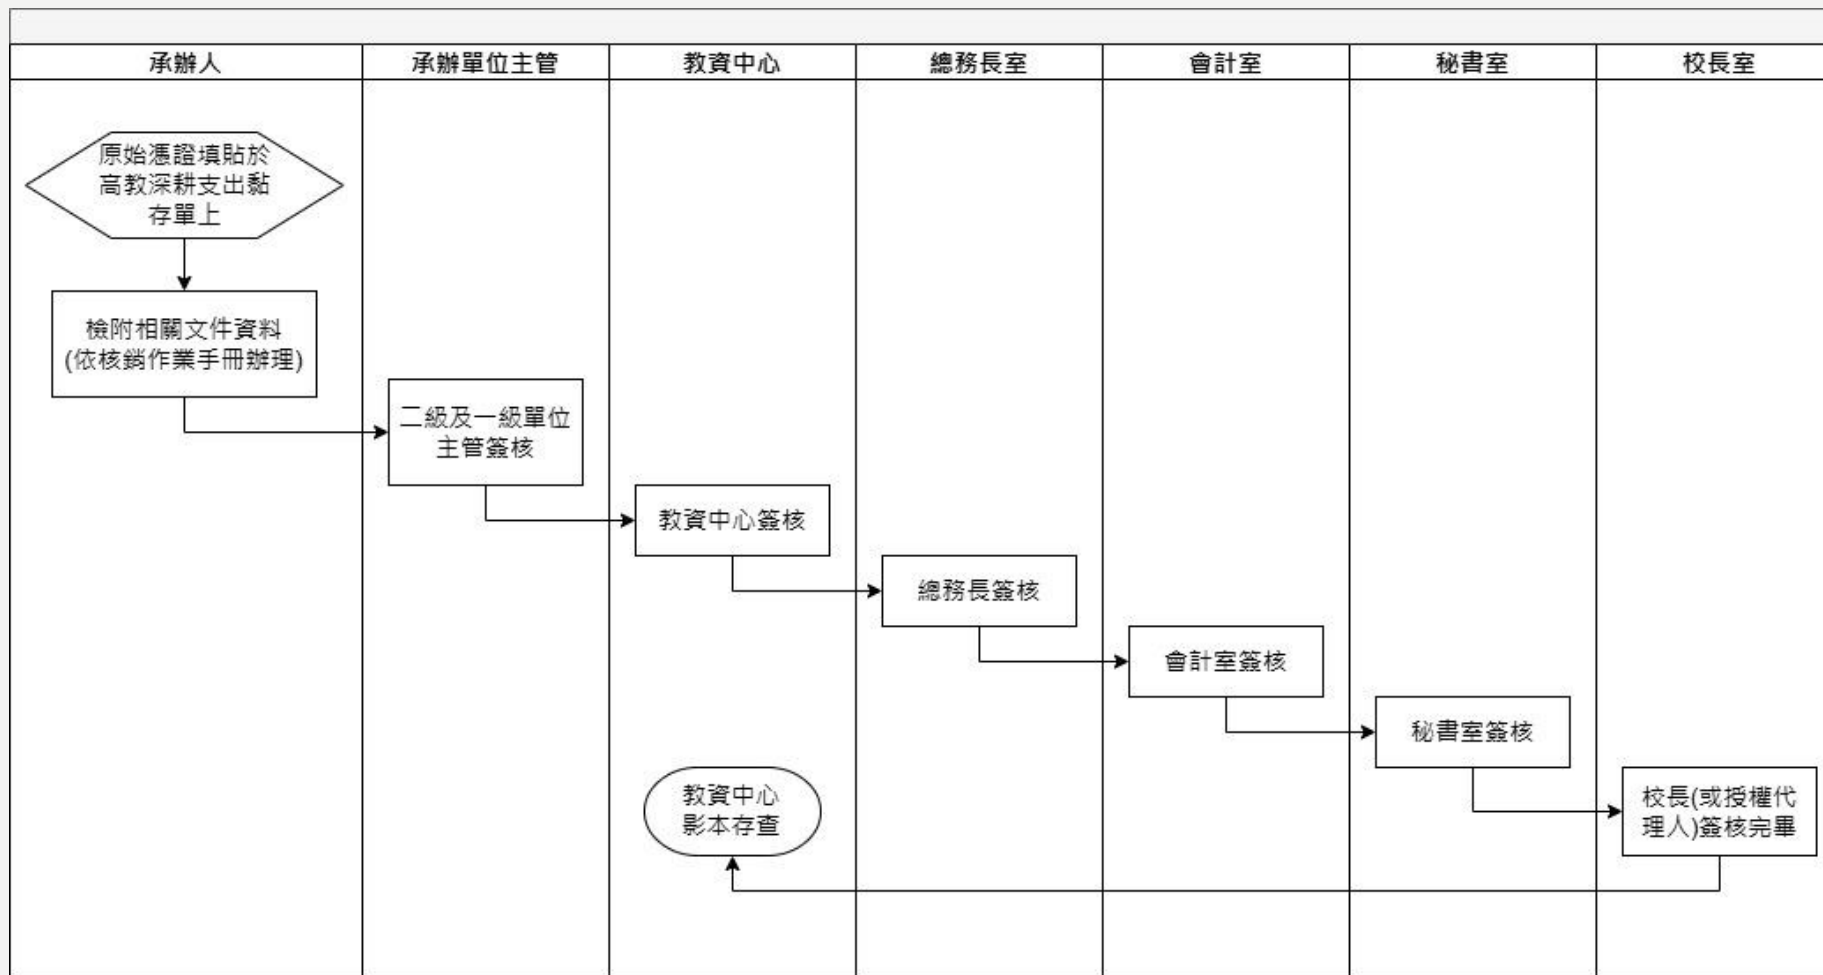 承辦人
承辦單位主管
教資中心
總務長室
會計室
秘書室
校長室
原始憑證填貼於
高教深耕支出黏
存單上
檢附相關文件資料
(依核銷作業手冊辦理)
二級及一級單位
主管簽核
教資中心簽核
總務長簽核
會計室簽核
秘書室簽核
校長(或授權代
理人)簽核完畢
教資中心
影本存查